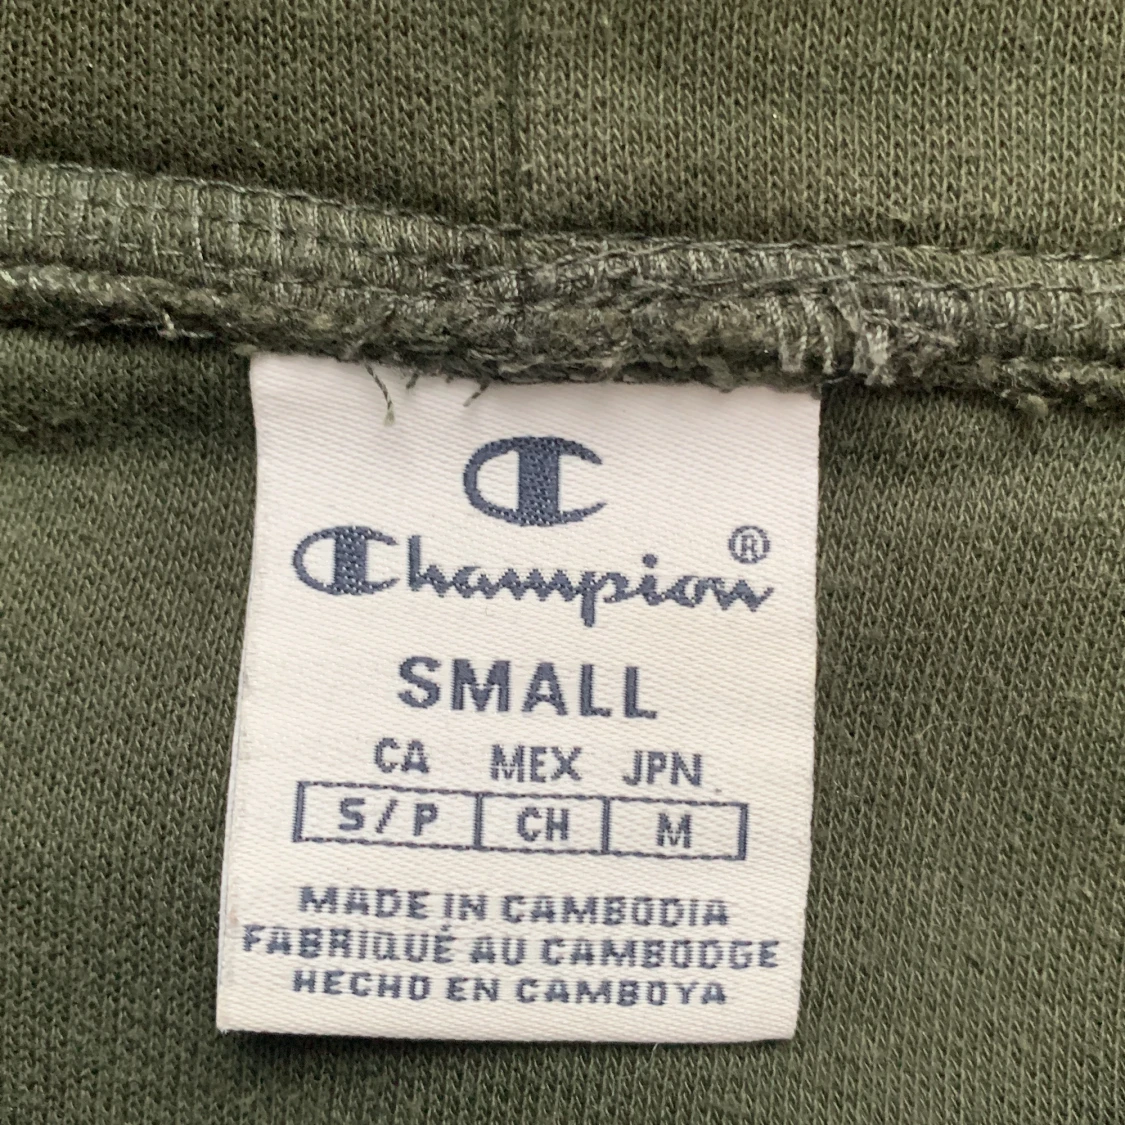 Champion®
SMALL
CA MEX JPN
S/P CH M
MADE IN CAMBODIA
FABRIQUÉ AU CAMBODGE
HECHO EN CAMBOYA